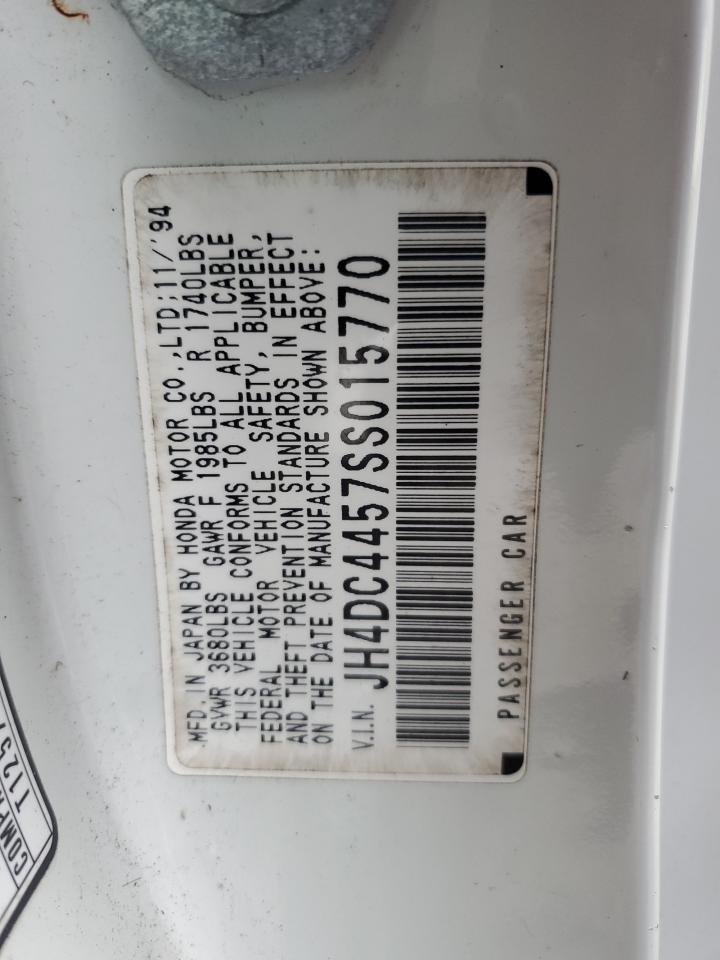 MFD. IN JAPAN BY HONDA MOTOR CO.,LTD;11/'94
GVWR 3680LBS GAWR F 1985LBS R 1740LBS
THIS VEHICLE CONFORMS TO ALL APPLICABLE
FEDERAL MOTOR VEHICLE SAFETY, BUMPER,
AND THEFT PREVENTION STANDARDS IN EFFECT
ON THE DATE OF MANUFACTURE SHOWN ABOVE:
V.I.N. JH4DC4457SS015770
PASSENGER CAR